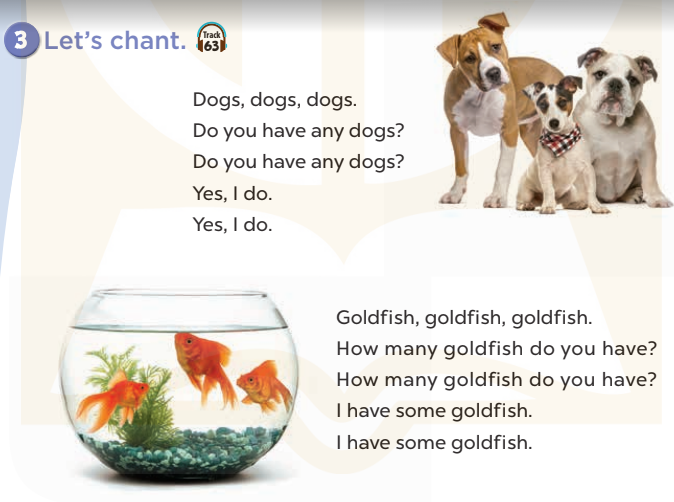 3 Let's chant. Track 63
Dogs, dogs, dogs.
Do you have any dogs?
Do you have any dogs?
Yes, I do.
Yes, I do.
Goldfish, goldfish, goldfish.
How many goldfish do you have?
How many goldfish do you have?
I have some goldfish.
I have some goldfish.